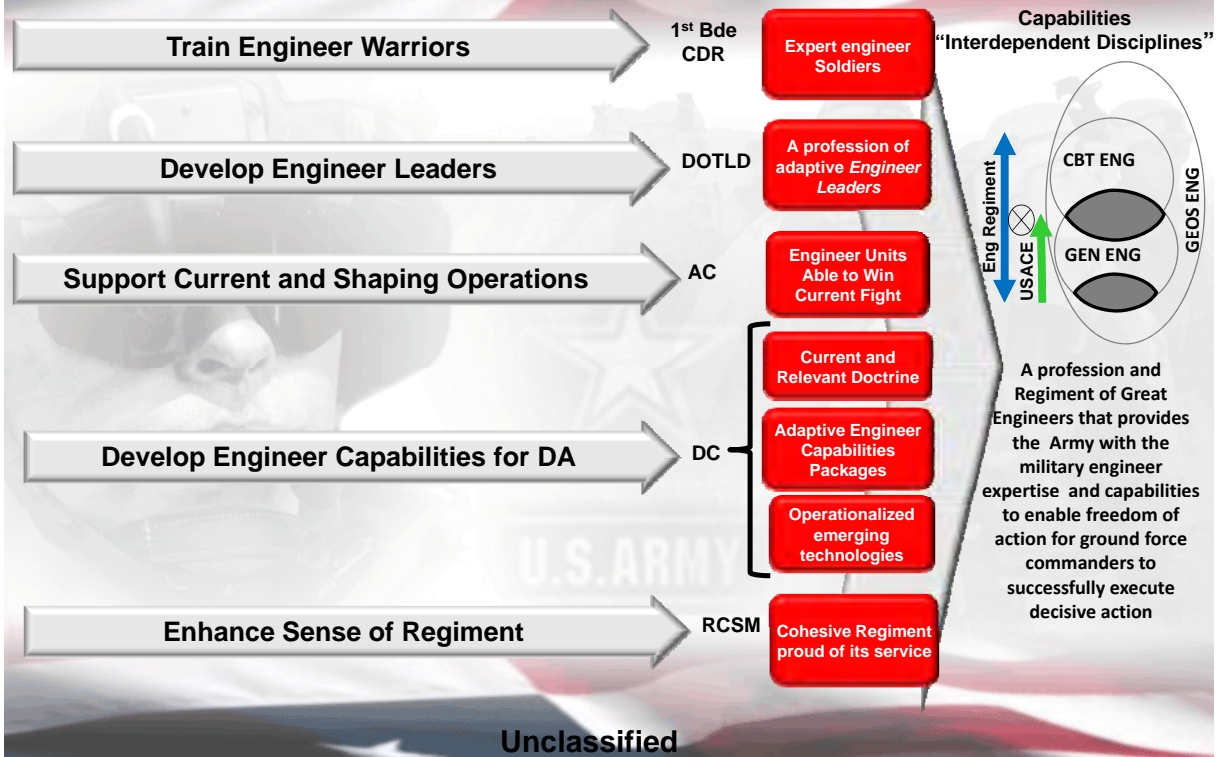 Train Engineer Warriors
1st Bde
CDR
Expert engineer
Soldiers
Develop Engineer Leaders
DOTLD
A profession of
adaptive Engineer
Leaders
Support Current and Shaping Operations
AC
Engineer Units
Able to Win
Current Fight
Develop Engineer Capabilities for DA
DC
Current and
Relevant Doctrine
Adaptive Engineer
Capabilities
Packages
Operationalized
emerging
technologies
Enhance Sense of Regiment
RCSM
Cohesive Regiment
proud of its service
Capabilities
“Interdependent Disciplines”
Eng Regiment
USACE
CBT ENG
GEN ENG
GEOS ENG
A profession and
Regiment of Great
Engineers that provides
the Army with the
military engineer
expertise and capabilities
to enable freedom of
action for ground force
commanders to
successfully execute
decisive action
U.S.ARMY
Unclassified